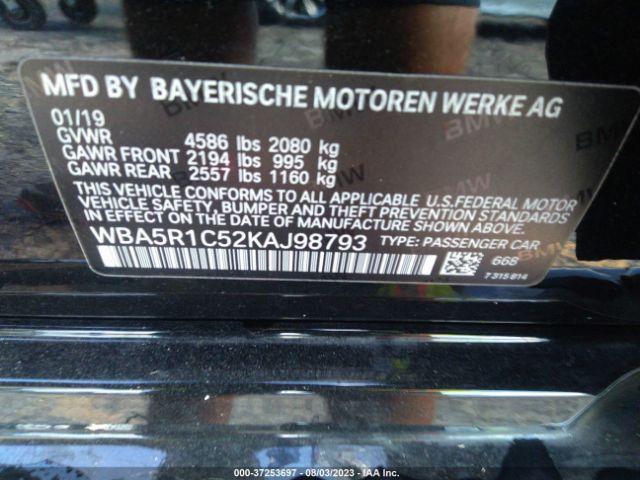 MFD BY BAYERISCHE MOTOREN WERKE AG
01/19
GVWR 4586 lbs 2080 kg
GAWR FRONT 2194 lbs 995 kg
GAWR REAR 2557 lbs 1160 kg
THIS VEHICLE CONFORMS TO ALL APPLICABLE U.S.FEDERAL MOTOR
VEHICLE SAFETY, BUMPER AND THEFT PREVENTION STANDARDS
IN EFFECT ON THE DATE OF MANUFACTURE SHOWN ABOVE.
WBA5R1C52KAJ98793 TYPE: PASSENGER CAR
668
7315814
000-37253697 - 08/03/2023 - IAA Inc.